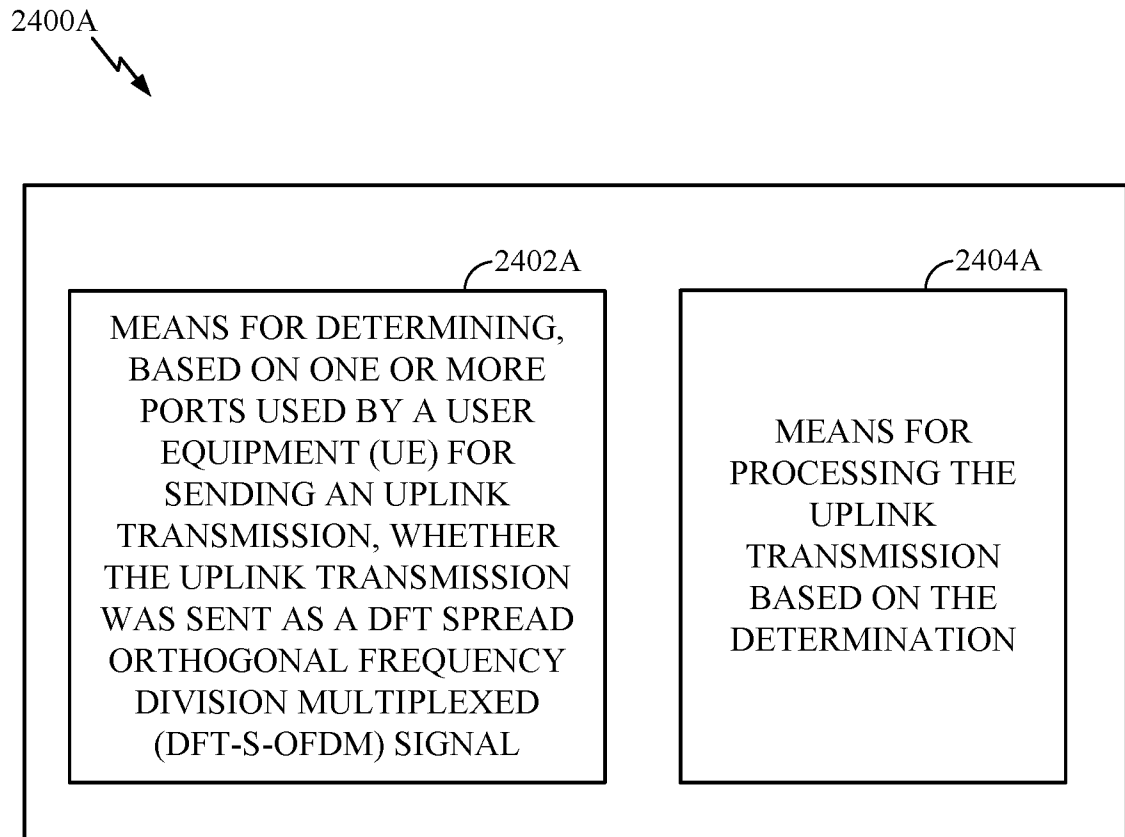 2400A
2402A
MEANS FOR DETERMINING,
BASED ON ONE OR MORE
PORTS USED BY A USER
EQUIPMENT (UE) FOR
SENDING AN UPLINK
TRANSMISSION, WHETHER
THE UPLINK TRANSMISSION
WAS SENT AS A DFT SPREAD
ORTHOGONAL FREQUENCY
DIVISION MULTIPLEXED
(DFT-S-OFDM) SIGNAL
2404A
MEANS FOR
PROCESSING THE
UPLINK
TRANSMISSION
BASED ON THE
DETERMINATION